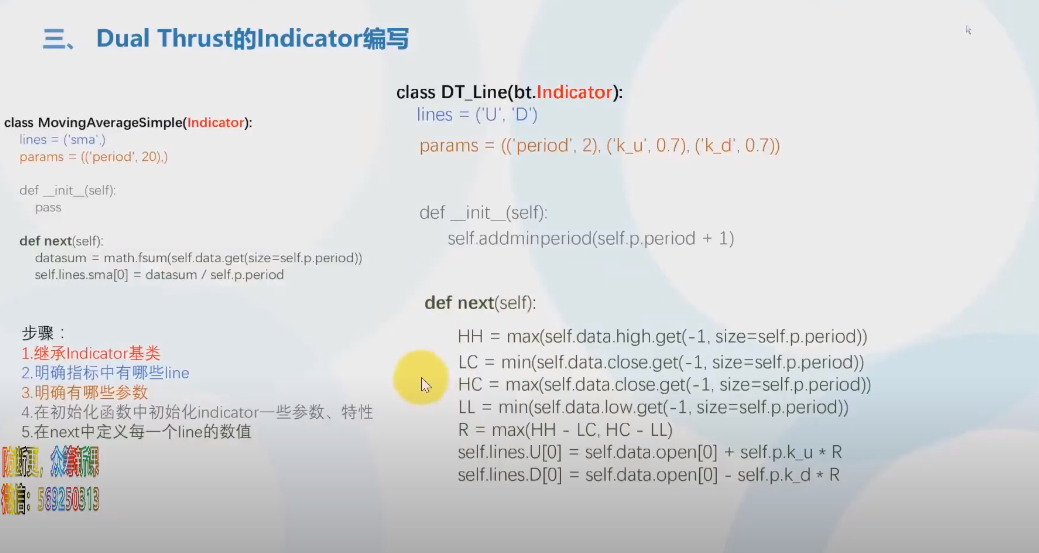 三、 Dual Thrust的Indicator编写
class MovingAverageSimple(Indicator):
lines = ('sma',)
params = (('period', 20),)
def __init__(self):
pass
def next(self):
datasum = math.fsum(self.data.get(size=self.p.period))
self.lines.sma[0] = datasum / self.p.period
步骤：
1.继承Indicator基类
2.明确指标中有哪些line
3.明确有哪些参数
4.在初始化函数中初始化indicator一些参数、特性
5.在next中定义每一个line的数值
class DT_Line(bt.Indicator):
lines = ('U', 'D')
params = (('period', 2), ('k_u', 0.7), ('k_d', 0.7))
def __init__(self):
self.addminperiod(self.p.period + 1)
def next(self):
HH = max(self.data.high.get(-1, size=self.p.period))
LC = min(self.data.close.get(-1, size=self.p.period))
HC = max(self.data.close.get(-1, size=self.p.period))
LL = min(self.data.low.get(-1, size=self.p.period))
R = max(HH - LC, HC - LL)
self.lines.U[0] = self.data.open[0] + self.p.k_u * R
self.lines.D[0] = self.data.open[0] - self.p.k_d * R
更, 众筹新课
信: 569250313